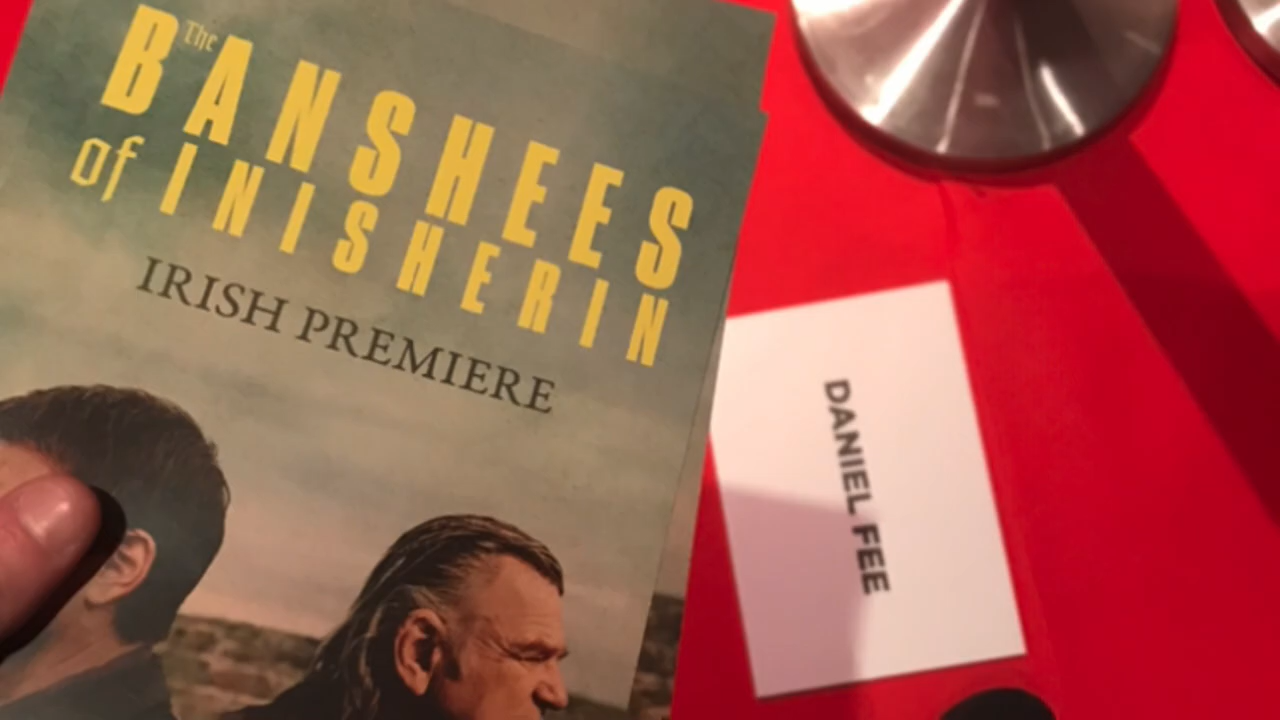 The
BANSHEES
of INISHERIN
IRISH PREMIERE
DANIEL FEE